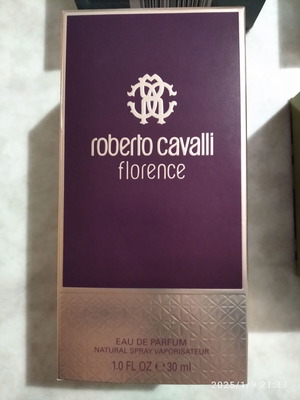 roberto cavalli
florence
EAU DE PARFUM
NATURAL SPRAY VAPORISATEUR
1.0 FL OZ ℮ 30 ml